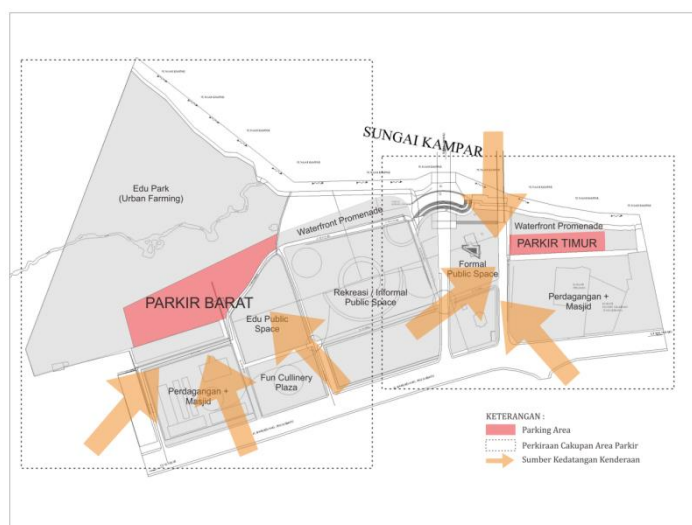 SUNGAI KAMPAR
Edu Park
(Urban Farming)
Waterfront Promenade
Waterfront Promenade
PARKIR TIMUR
Formal
Public Space
PARKIR BARAT
Rekreasi / Informal
Public Space
Perdagangan +
Masjid
Edu Public
Space
Fun Cullinery
Plaza
Perdagangan +
Masjid
KETERANGAN :
Parking Area
Perkiraan Cakupan Area Parkir
Sumber Kedatangan Kenderaan